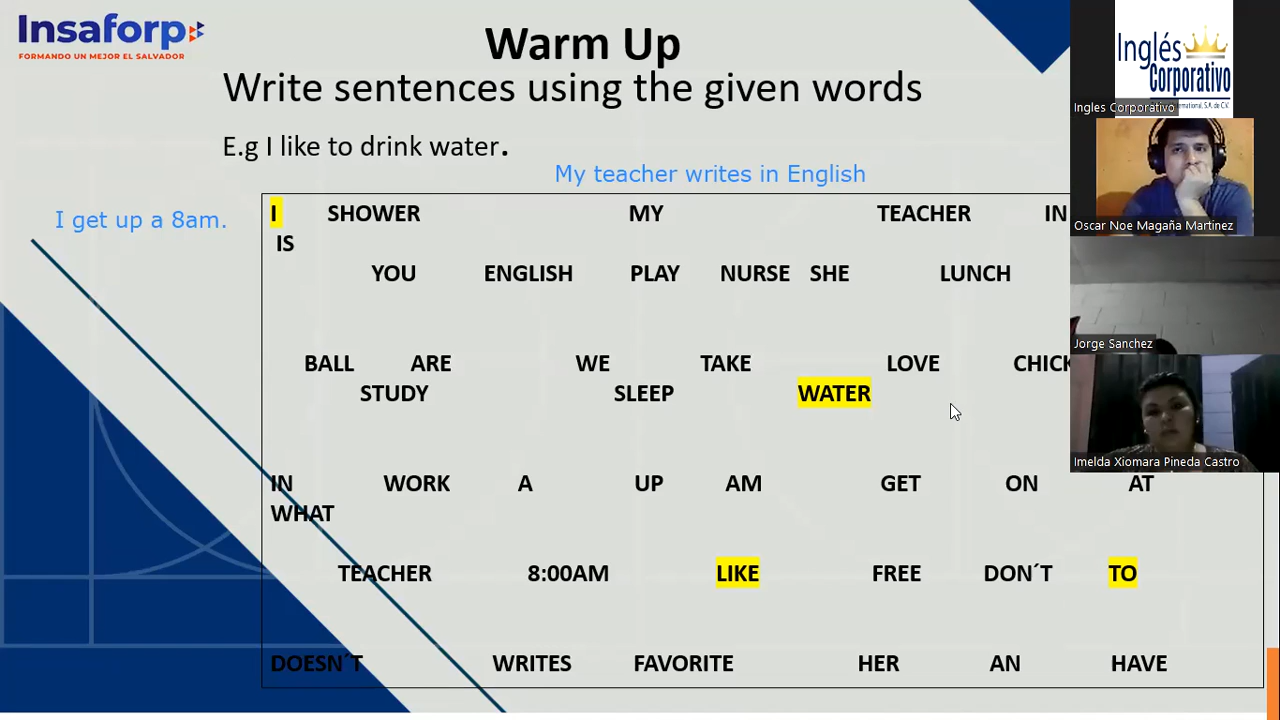 Insaforp
FORMANDO UN MEJOR EL SALVADOR
Warm Up
Write sentences using the given words
E.g I like to drink water.
My teacher writes in English
I get up a 8am.
I SHOWER MY TEACHER IN
IS
YOU ENGLISH PLAY NURSE SHE LUNCH
BALL ARE WE TAKE LOVE CHICK
STUDY SLEEP WATER
IN WORK A UP AM GET ON AT
WHAT
TEACHER 8:00AM LIKE FREE DON´T TO
DOESN´T WRITES FAVORITE HER AN HAVE
Inglés
Corporativo
International, S.A. de C.V.
Ingles Corporativo
Oscar Noe Magaña Martinez
Jorge Sanchez
Imelda Xiomara Pineda Castro